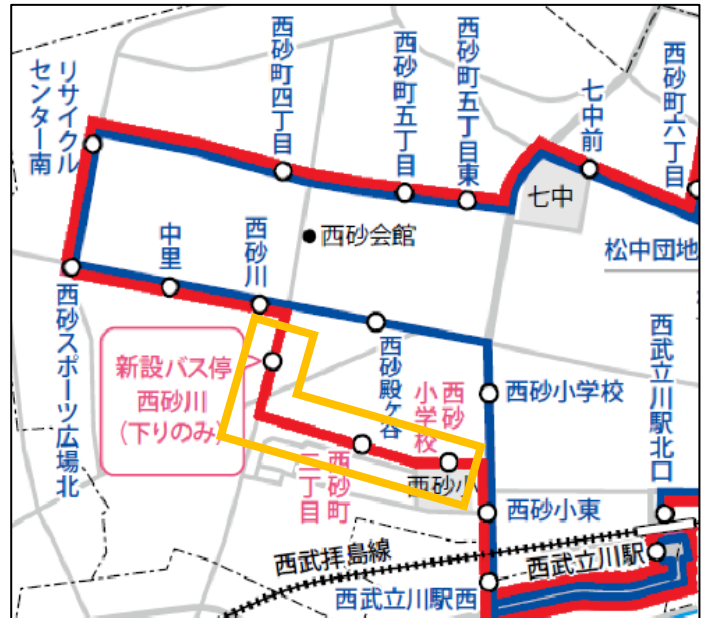 リサイクル
センター南
西砂町四丁目
西砂町五丁目
西砂町五丁目東
七中前
西砂町六丁目
七中
西砂会館
松中団地
中里
西砂川
西砂スポーツ広場北
新設バス停
西砂川
(下りのみ)
西砂殿ヶ谷
西砂
小学校
西砂小学校
西武立川駅北口
西砂町
二丁目
西砂小
西砂小東
西武拝島線
西武立川駅
西武立川駅西